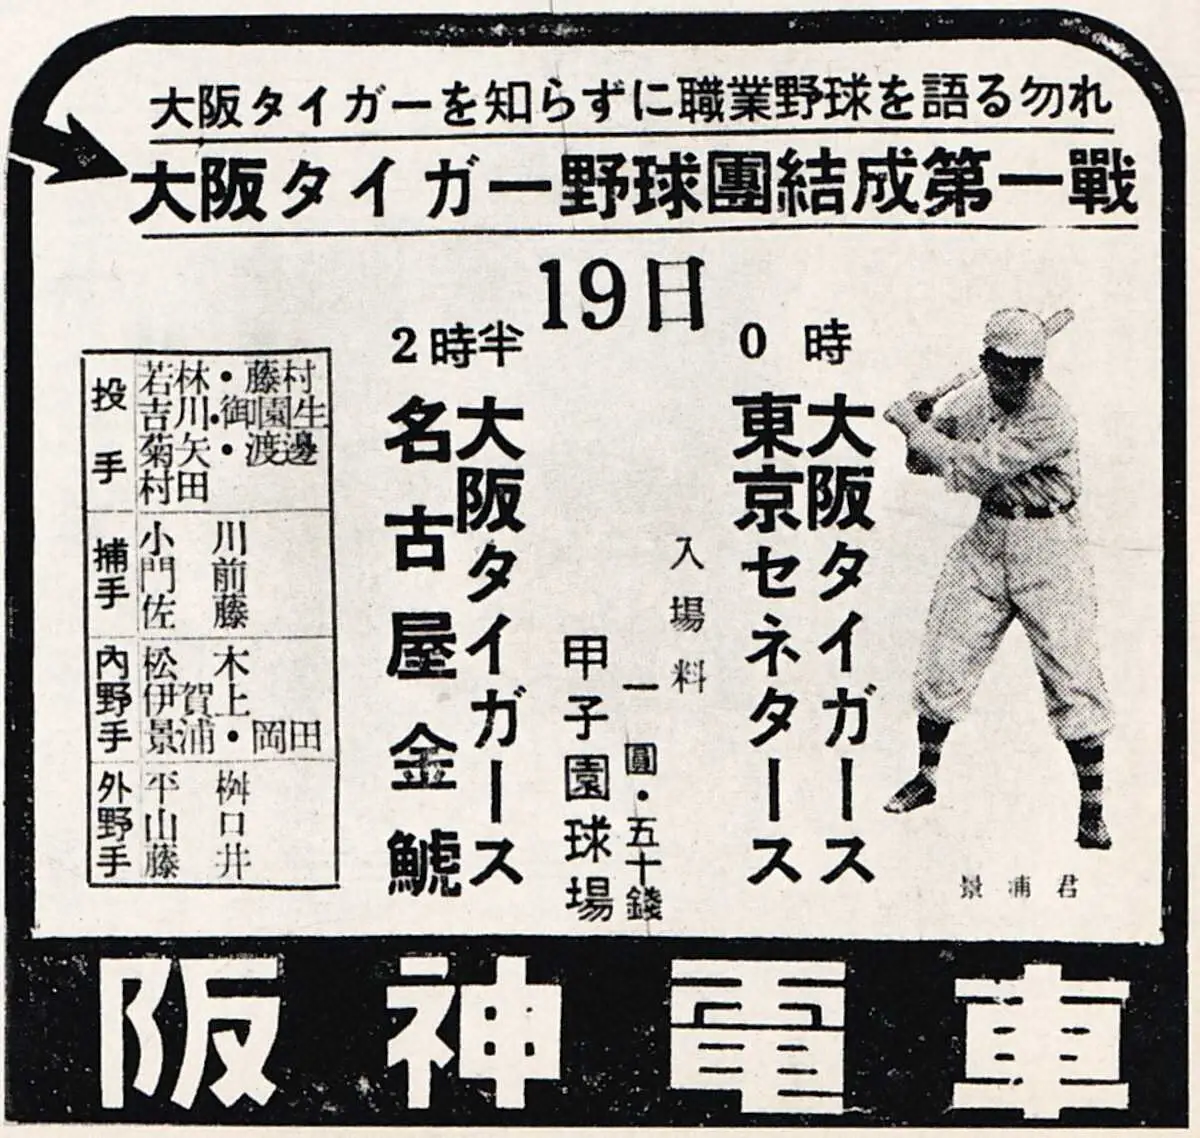 大阪タイガーを知らずに職業野球を語る勿れ
大阪タイガー野球團結成第一戰
19日
0時
大阪タイガース
東京セネタース
入場料
一圓・五十錢
甲子園球場
2時半
大阪タイガース
名古屋金鯱
投手
若林・藤村
吉川・御園生
菊矢・渡邊
村田
捕手
小川
門前
佐藤
內野手
松木
伊賀上
景浦・岡田
外野手
平桝
山口
藤井
景浦君
阪神電車